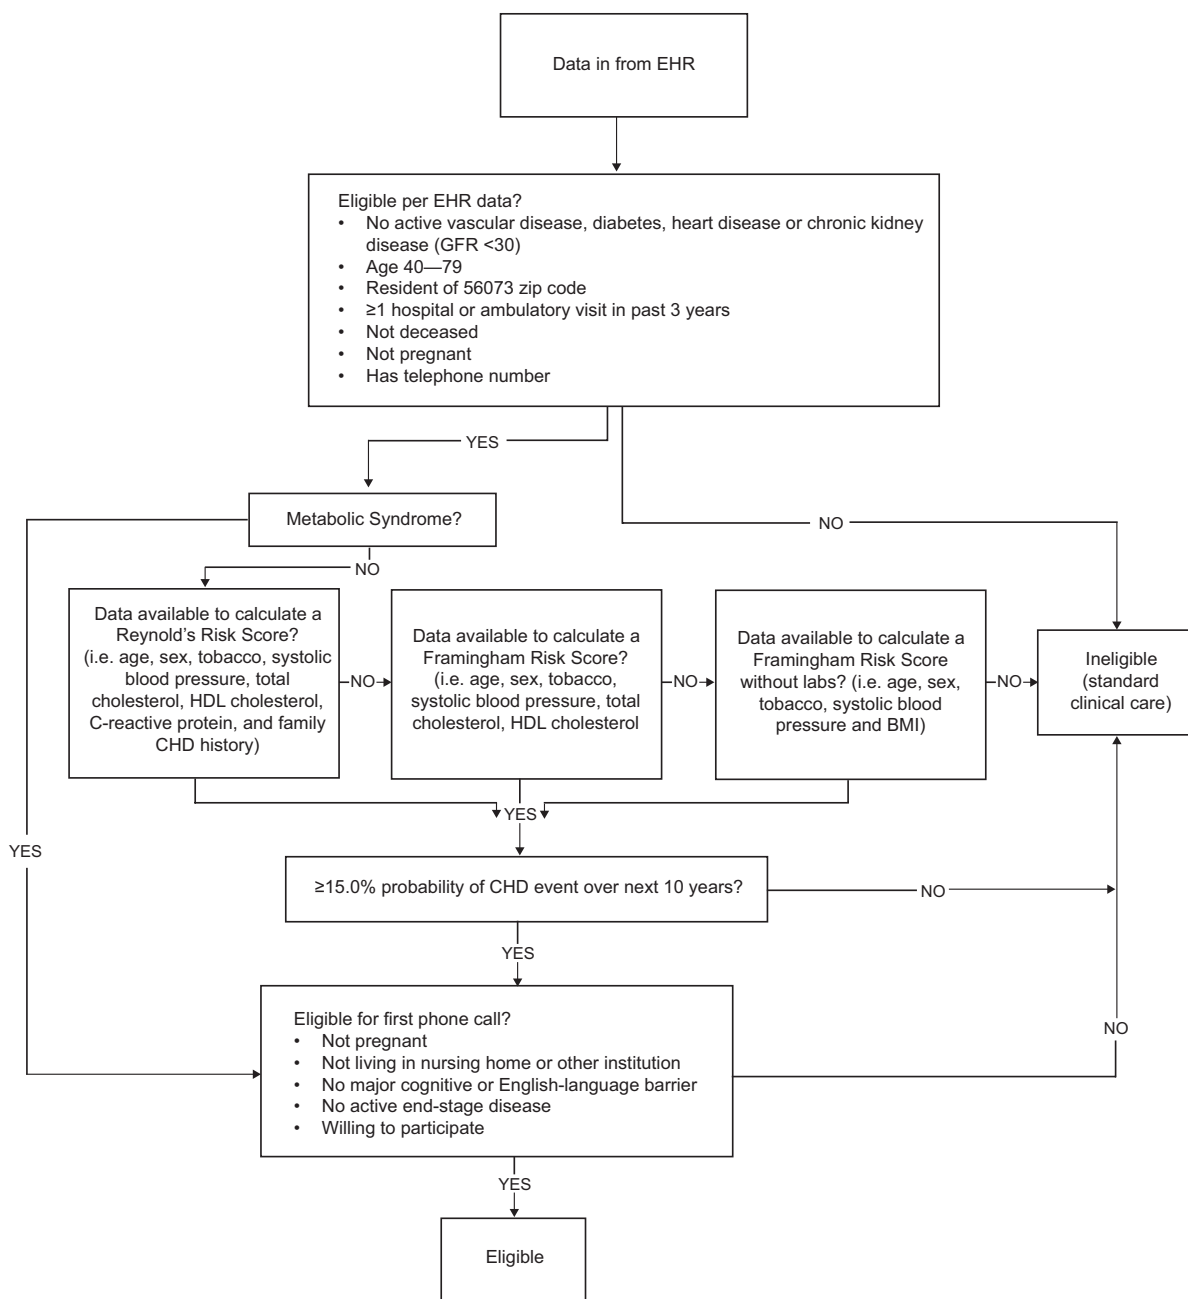 Data in from EHR
Eligible per EHR data?
• No active vascular disease, diabetes, heart disease or chronic kidney
disease (GFR <30)
• Age 40—79
• Resident of 56073 zip code
• ≥1 hospital or ambulatory visit in past 3 years
• Not deceased
• Not pregnant
• Has telephone number
YES
Metabolic Syndrome?
NO
NO
Data available to calculate a
Reynold’s Risk Score?
(i.e. age, sex, tobacco, systolic
blood pressure, total
cholesterol, HDL cholesterol,
C-reactive protein, and family
CHD history)
NO
Data available to calculate a
Framingham Risk Score?
(i.e. age, sex, tobacco,
systolic blood pressure, total
cholesterol, HDL cholesterol
NO
Data available to calculate a
Framingham Risk Score
without labs? (i.e. age, sex,
tobacco, systolic blood
pressure and BMI)
NO
Ineligible
(standard
clinical care)
YES
YES
≥15.0% probability of CHD event over next 10 years?
NO
YES
Eligible for first phone call?
• Not pregnant
• Not living in nursing home or other institution
• No major cognitive or English-language barrier
• No active end-stage disease
• Willing to participate
NO
YES
Eligible